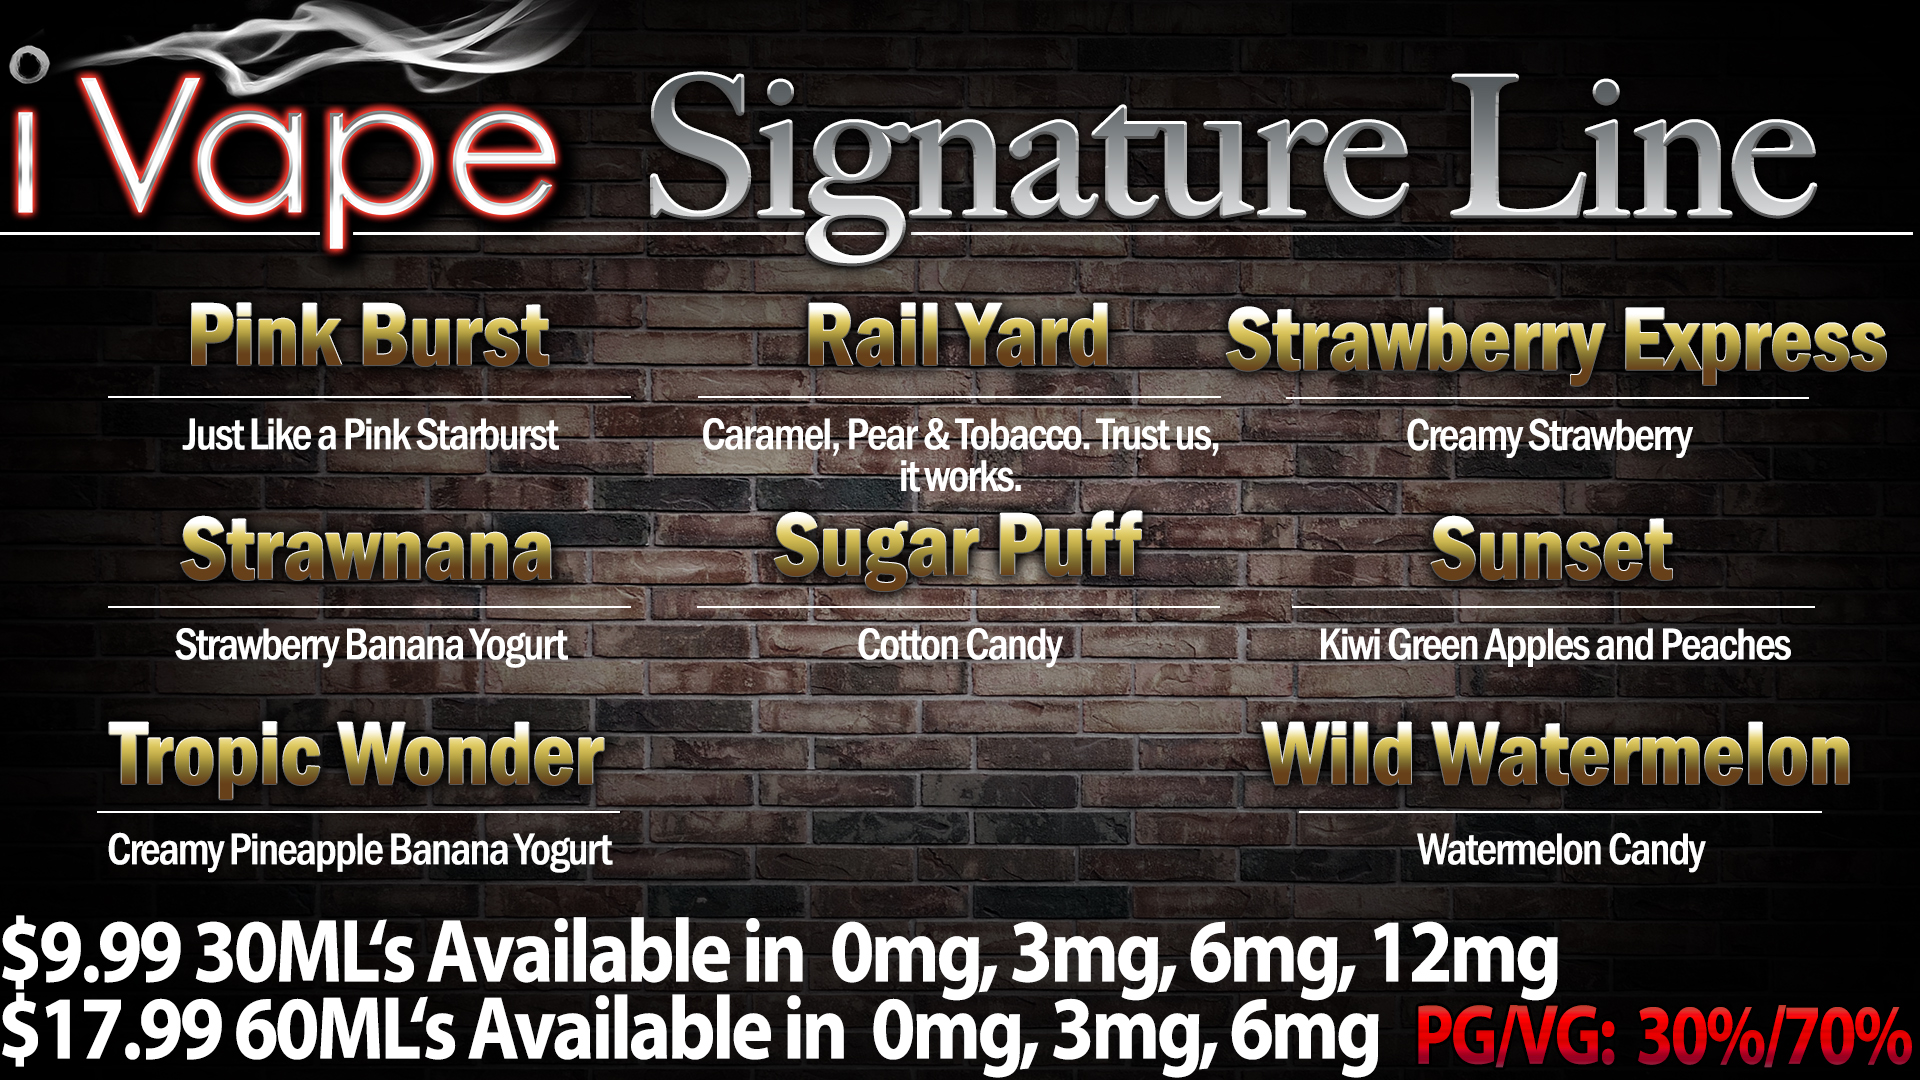 i Vape Signature Line
Pink Burst
Just Like a Pink Starburst
Rail Yard
Caramel, Pear & Tobacco. Trust us,
it works.
Strawberry Express
Creamy Strawberry
Strawnana
Strawberry Banana Yogurt
Sugar Puff
Cotton Candy
Sunset
Kiwi Green Apples and Peaches
Tropic Wonder
Creamy Pineapple Banana Yogurt
Wild Watermelon
Watermelon Candy
$9.99 30ML‘s Available in 0mg, 3mg, 6mg, 12mg
$17.99 60ML‘s Available in 0mg, 3mg, 6mg PG/VG: 30%/70%